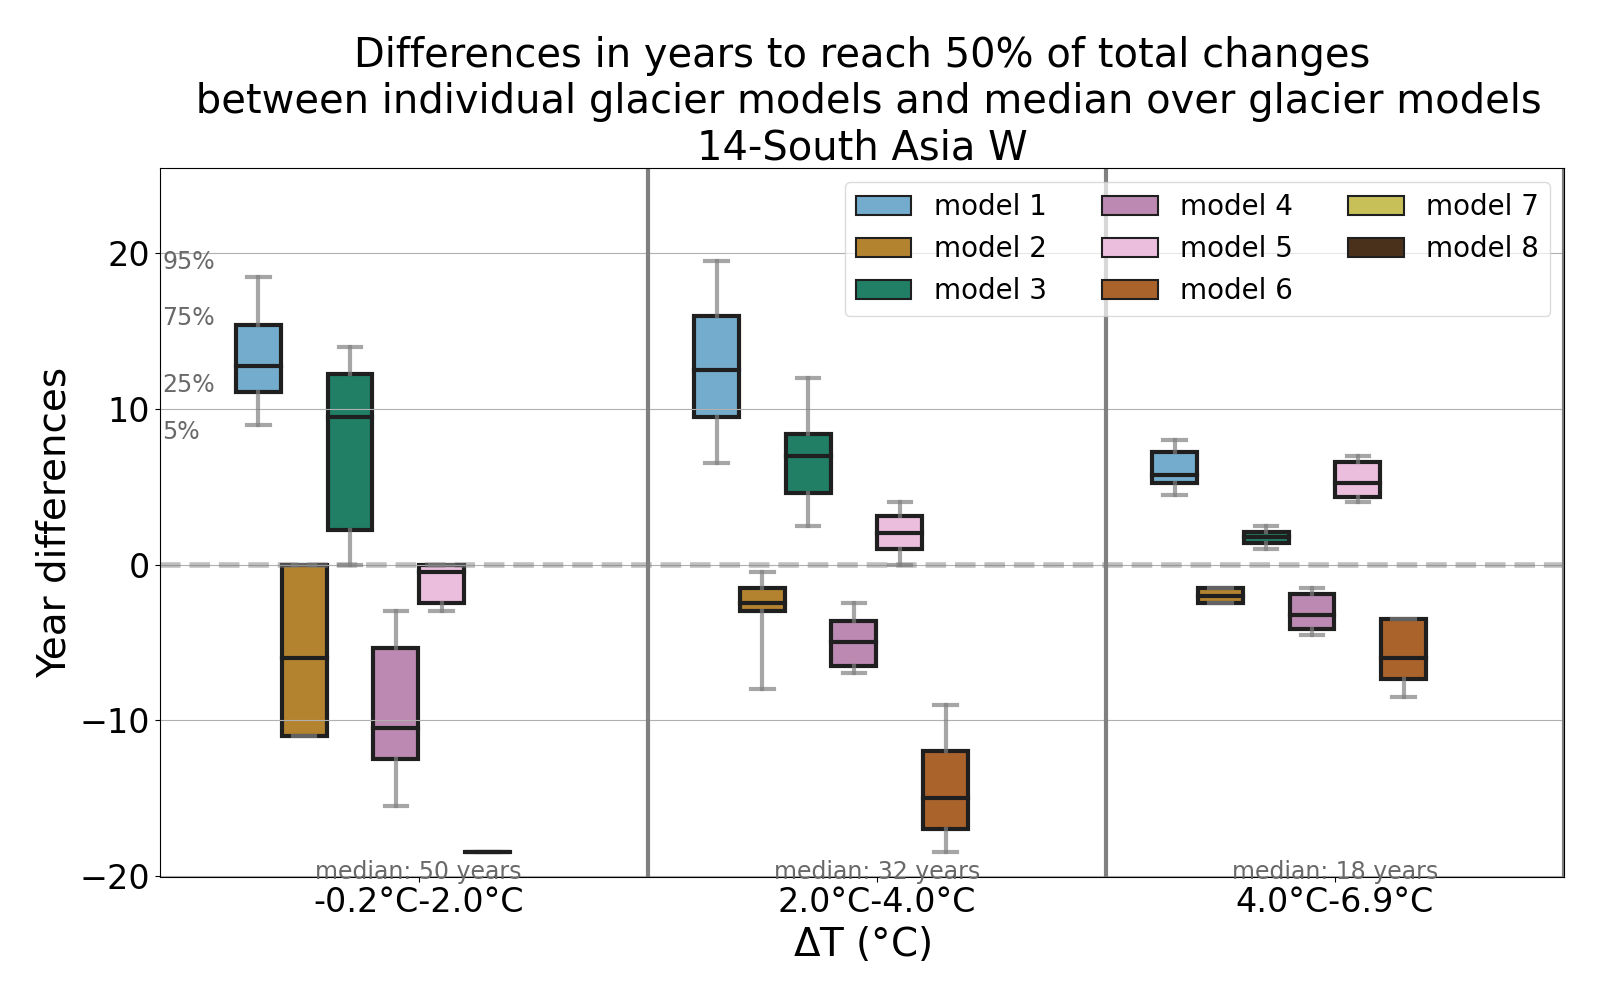 Differences in years to reach 50% of total changes
between individual glacier models and median over glacier models
14-South Asia W
model 1
model 2
model 3
model 4
model 5
model 6
model 7
model 8
Year differences
20
10
0
−10
−20
95%
75%
25%
5%
median: 50 years
median: 32 years
median: 18 years
-0.2°C-2.0°C
2.0°C-4.0°C
4.0°C-6.9°C
ΔT (°C)